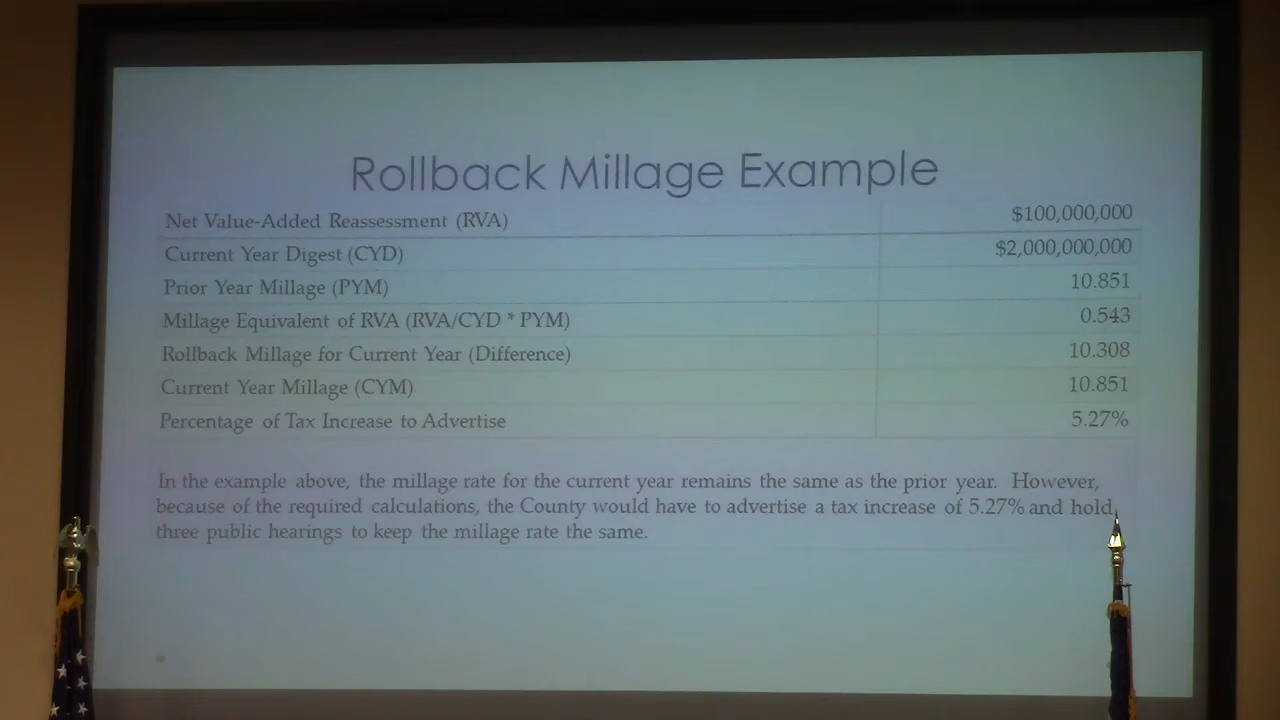 Rollback Millage Example
Net Value-Added Reassessment (RVA) $100,000,000
Current Year Digest (CYD) $2,000,000,000
Prior Year Millage (PYM) 10.851
Millage Equivalent of RVA (RVA/CYD * PYM) 0.543
Rollback Millage for Current Year (Difference) 10.308
Current Year Millage (CYM) 10.851
Percentage of Tax Increase to Advertise 5.27%
In the example above, the millage rate for the current year remains the same as the prior year. However,
because of the required calculations, the County would have to advertise a tax increase of 5.27% and hold
three public hearings to keep the millage rate the same.